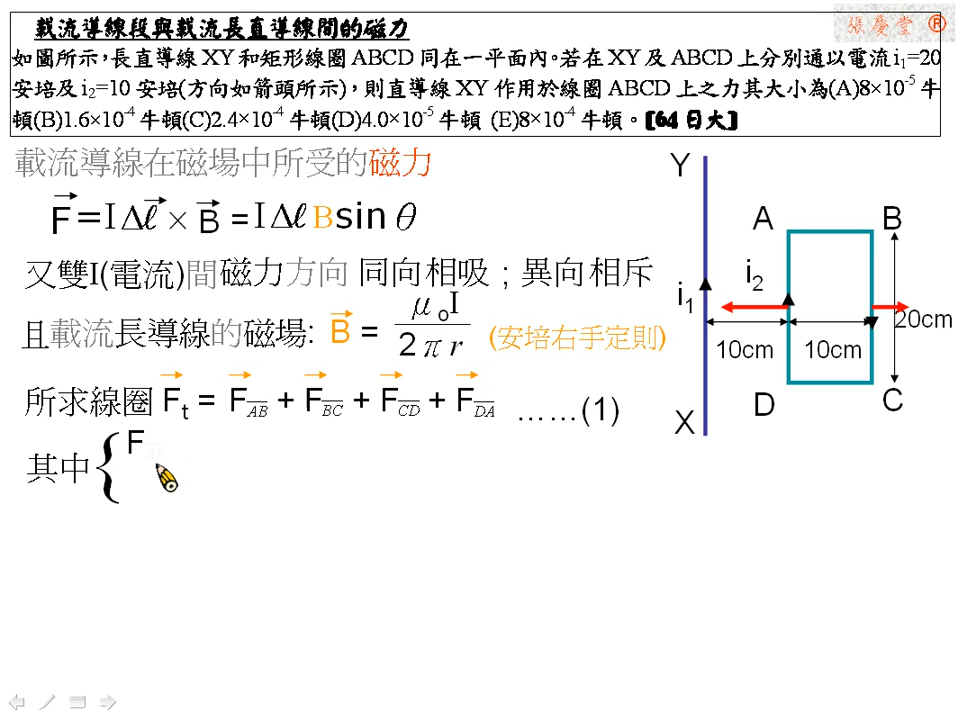 載流導線段與載流長直導線間的磁力
張慶堂 ®
如圖所示,長直導線 XY 和矩形線圈 ABCD 同在一平面內。若在 XY 及 ABCD 上分別通以電流 i₁=20
安培及 i₂=10 安培(方向如箭頭所示),則直導線 XY 作用於線圈 ABCD 上之力其大小為(A)8×10⁻⁵ 牛
頓(B)1.6×10⁻⁴ 牛頓(C)2.4×10⁻⁴ 牛頓(D)4.0×10⁻⁵ 牛頓 (E)8×10⁻⁴ 牛頓。【64 日大】
載流導線在磁場中所受的磁力
F = I Δℓ × B = I Δℓ B sin θ
又雙I(電流)間磁力方向 同向相吸 ; 異向相斥
且載流長導線的磁場: B = μ₀I / 2πr (安培右手定則)
所求線圈 Fₜ = F_AB + F_BC + F_CD + F_DA ……(1)
其中 { F
Y
A B
i₂
i₁
20cm
10cm 10cm
D C
X